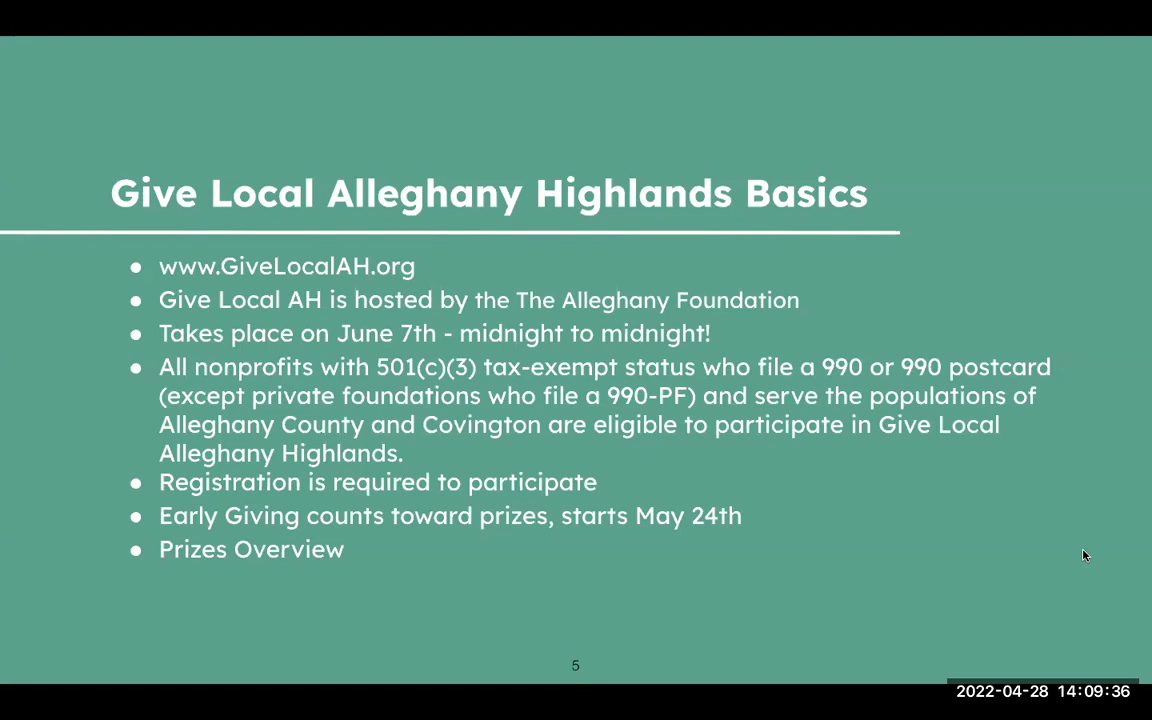 Give Local Alleghany Highlands Basics
● www.GiveLocalAH.org
● Give Local AH is hosted by the The Alleghany Foundation
● Takes place on June 7th - midnight to midnight!
● All nonprofits with 501(c)(3) tax-exempt status who file a 990 or 990 postcard
(except private foundations who file a 990-PF) and serve the populations of
Alleghany County and Covington are eligible to participate in Give Local
Alleghany Highlands.
● Registration is required to participate
● Early Giving counts toward prizes, starts May 24th
● Prizes Overview
5
2022-04-28 14:09:36